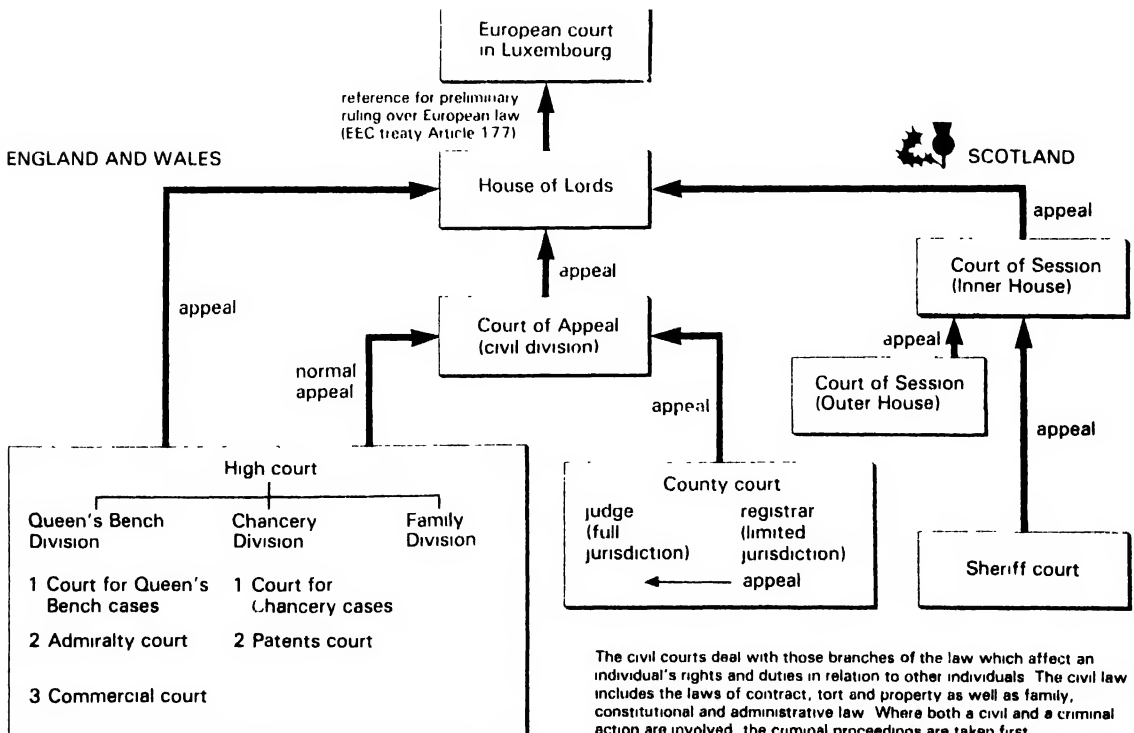 European court
in Luxembourg
reference for preliminary
ruling over European law
(EEC treaty Article 177)
ENGLAND AND WALES
SCOTLAND
House of Lords
appeal
appeal
appeal
Court of Session
(Inner House)
Court of Appeal
(civil division)
normal
appeal
appeal
appeal
Court of Session
(Outer House)
appeal
High court
Queen's Bench
Division
Chancery
Division
Family
Division
1 Court for Queen's
Bench cases
2 Admiralty court
3 Commercial court
1 Court for
Chancery cases
2 Patents court
County court
judge
(full
jurisdiction)
registrar
(limited
jurisdiction)
appeal
Sheriff court
The civil courts deal with those branches of the law which affect an
individual's rights and duties in relation to other individuals The civil law
includes the laws of contract, tort and property as well as family,
constitutional and administrative law Where both a civil and a criminal
action are involved, the criminal proceedings are taken first